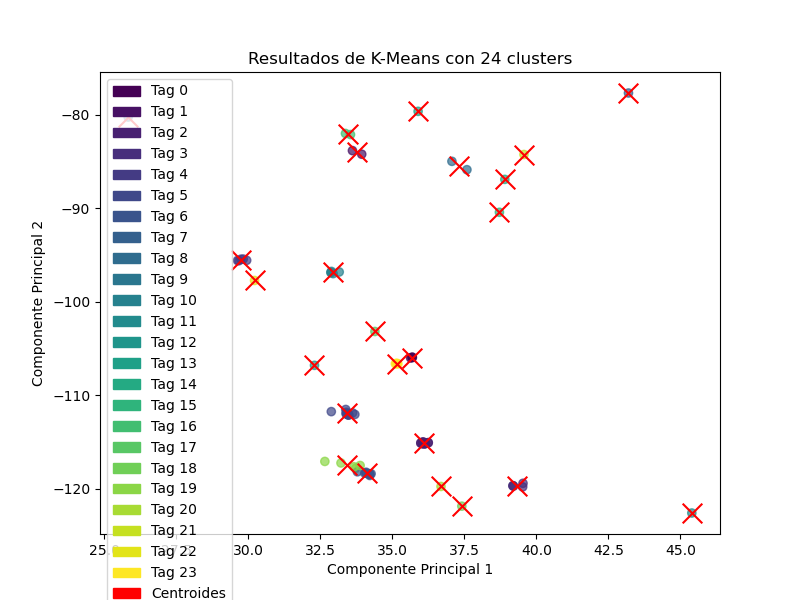 Resultados de K-Means con 24 clusters
Componente Principal 2
−80
−90
−100
−110
−120
Tag 0
Tag 1
Tag 2
Tag 3
Tag 4
Tag 5
Tag 6
Tag 7
Tag 8
Tag 9
Tag 10
Tag 11
Tag 12
Tag 13
Tag 14
Tag 15
Tag 16
Tag 17
Tag 18
Tag 19
Tag 20
Tag 21
Tag 22
Tag 23
Centroides
30.0 32.5 35.0 37.5 40.0 42.5 45.0
Componente Principal 1